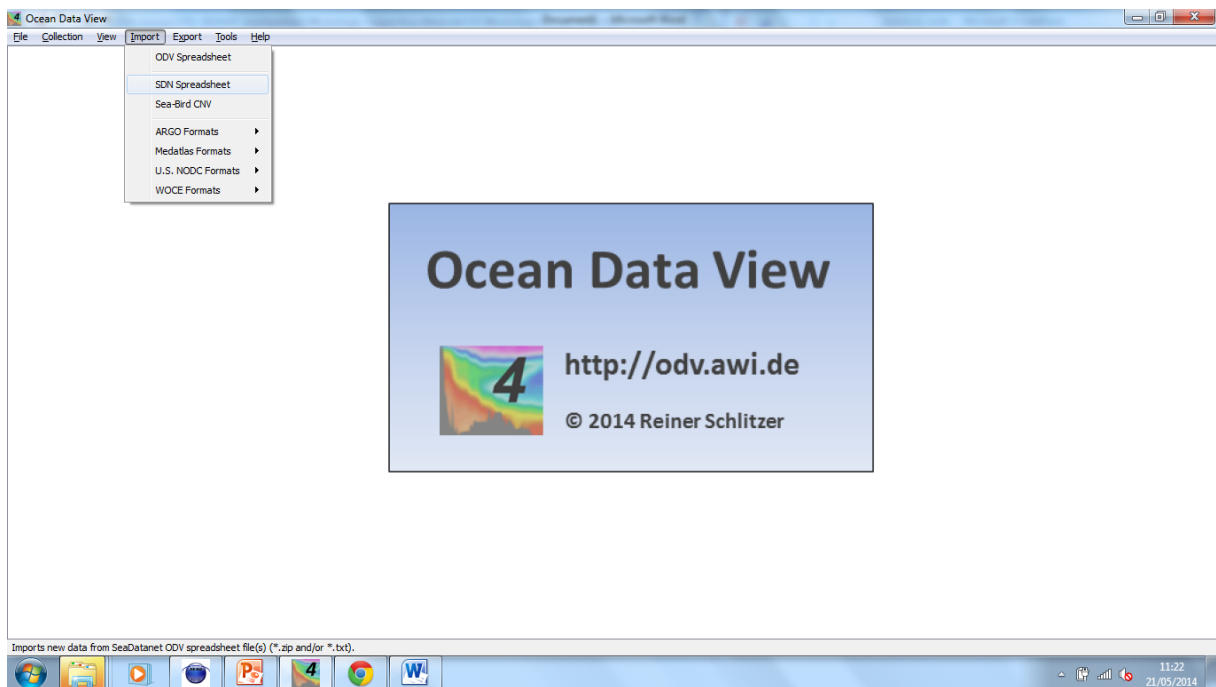 Ocean Data View
File Collection View Import Export Tools Help
ODV Spreadsheet
SDN Spreadsheet
Sea-Bird CNV
ARGO Formats
Medatlas Formats
U.S. NODC Formats
WOCE Formats
Ocean Data View
4
http://odv.awi.de
© 2014 Reiner Schlitzer
Imports new data from SeaDatanet ODV spreadsheet file(s) (*.zip and/or *.txt).
11:22
21/05/2014